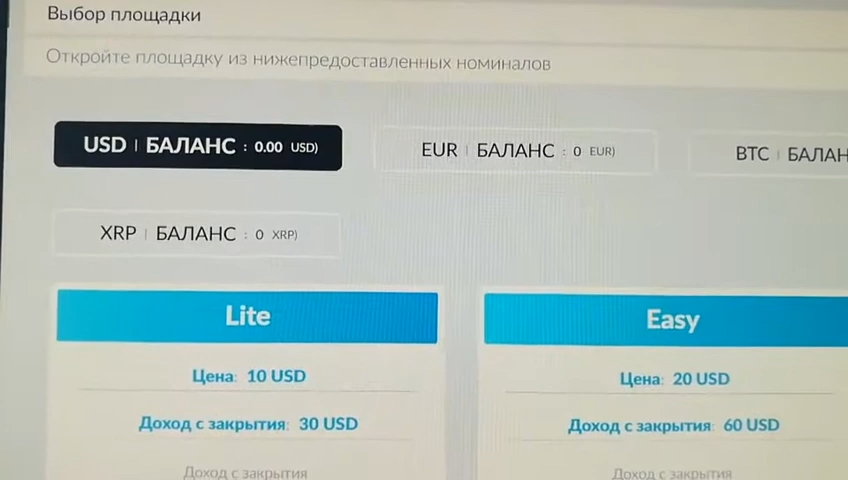 Выбор площадки
Откройте площадку из нижепредоставленных номиналов
USD | БАЛАНС : 0.00 USD)
EUR | БАЛАНС : 0 EUR)
BTC | БАЛАН
XRP | БАЛАНС : 0 XRP)
Lite
Easy
Цена: 10 USD
Цена: 20 USD
Доход с закрытия: 30 USD
Доход с закрытия: 60 USD
Доход с закрытия
Доход с закрытия